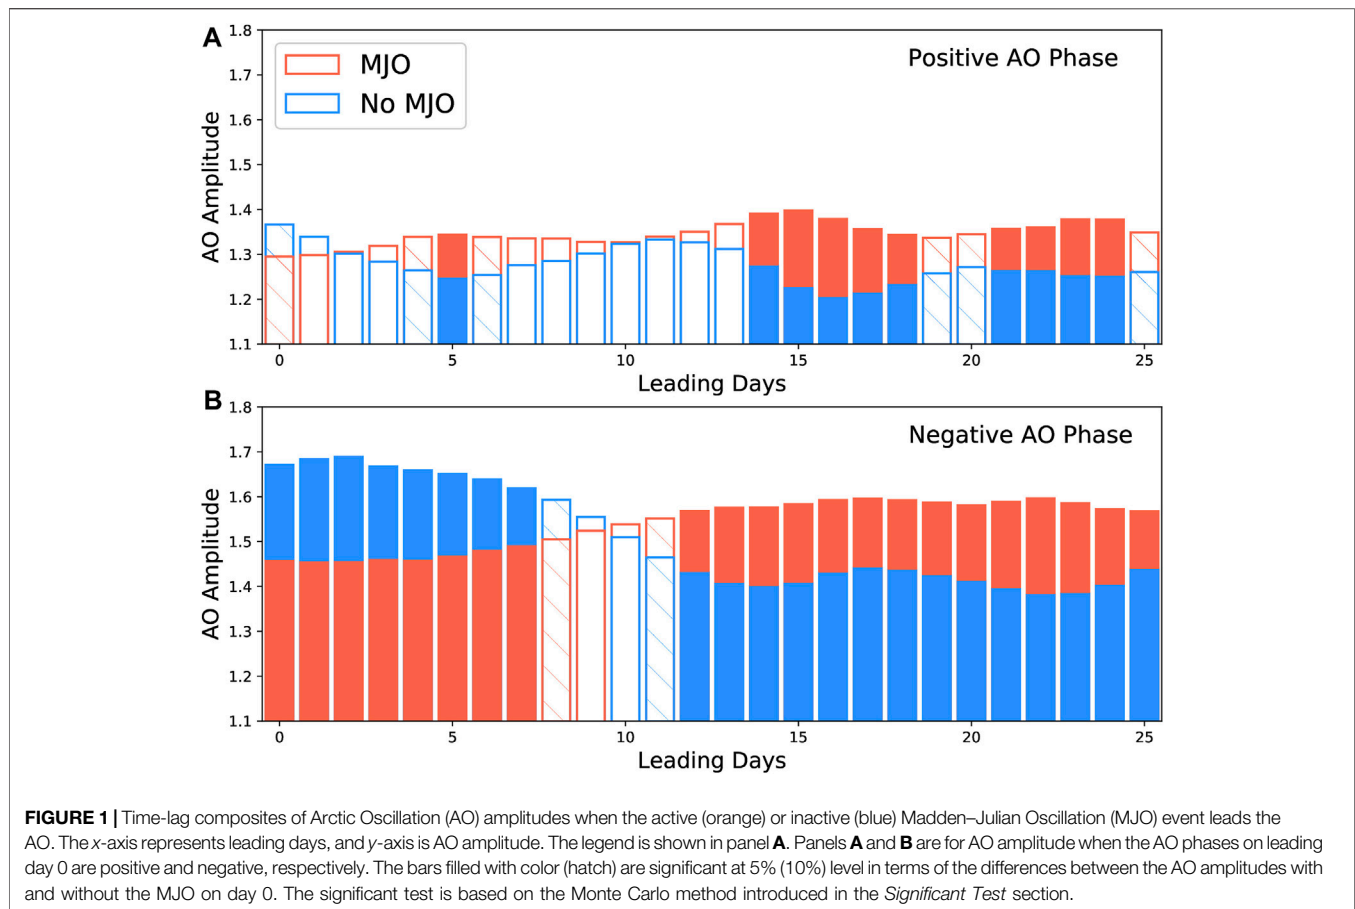 A
1.8
1.7
1.6
1.5
1.4
1.3
1.2
1.1
AO Amplitude
MJO
No MJO
Positive AO Phase
0 5 10 15 20 25
Leading Days
B
1.8
1.7
1.6
1.5
1.4
1.3
1.2
1.1
AO Amplitude
Negative AO Phase
0 5 10 15 20 25
Leading Days
FIGURE 1 | Time-lag composites of Arctic Oscillation (AO) amplitudes when the active (orange) or inactive (blue) Madden–Julian Oscillation (MJO) event leads the
AO. The x-axis represents leading days, and y-axis is AO amplitude. The legend is shown in panel A. Panels A and B are for AO amplitude when the AO phases on leading
day 0 are positive and negative, respectively. The bars filled with color (hatch) are significant at 5% (10%) level in terms of the differences between the AO amplitudes with
and without the MJO on day 0. The significant test is based on the Monte Carlo method introduced in the Significant Test section.